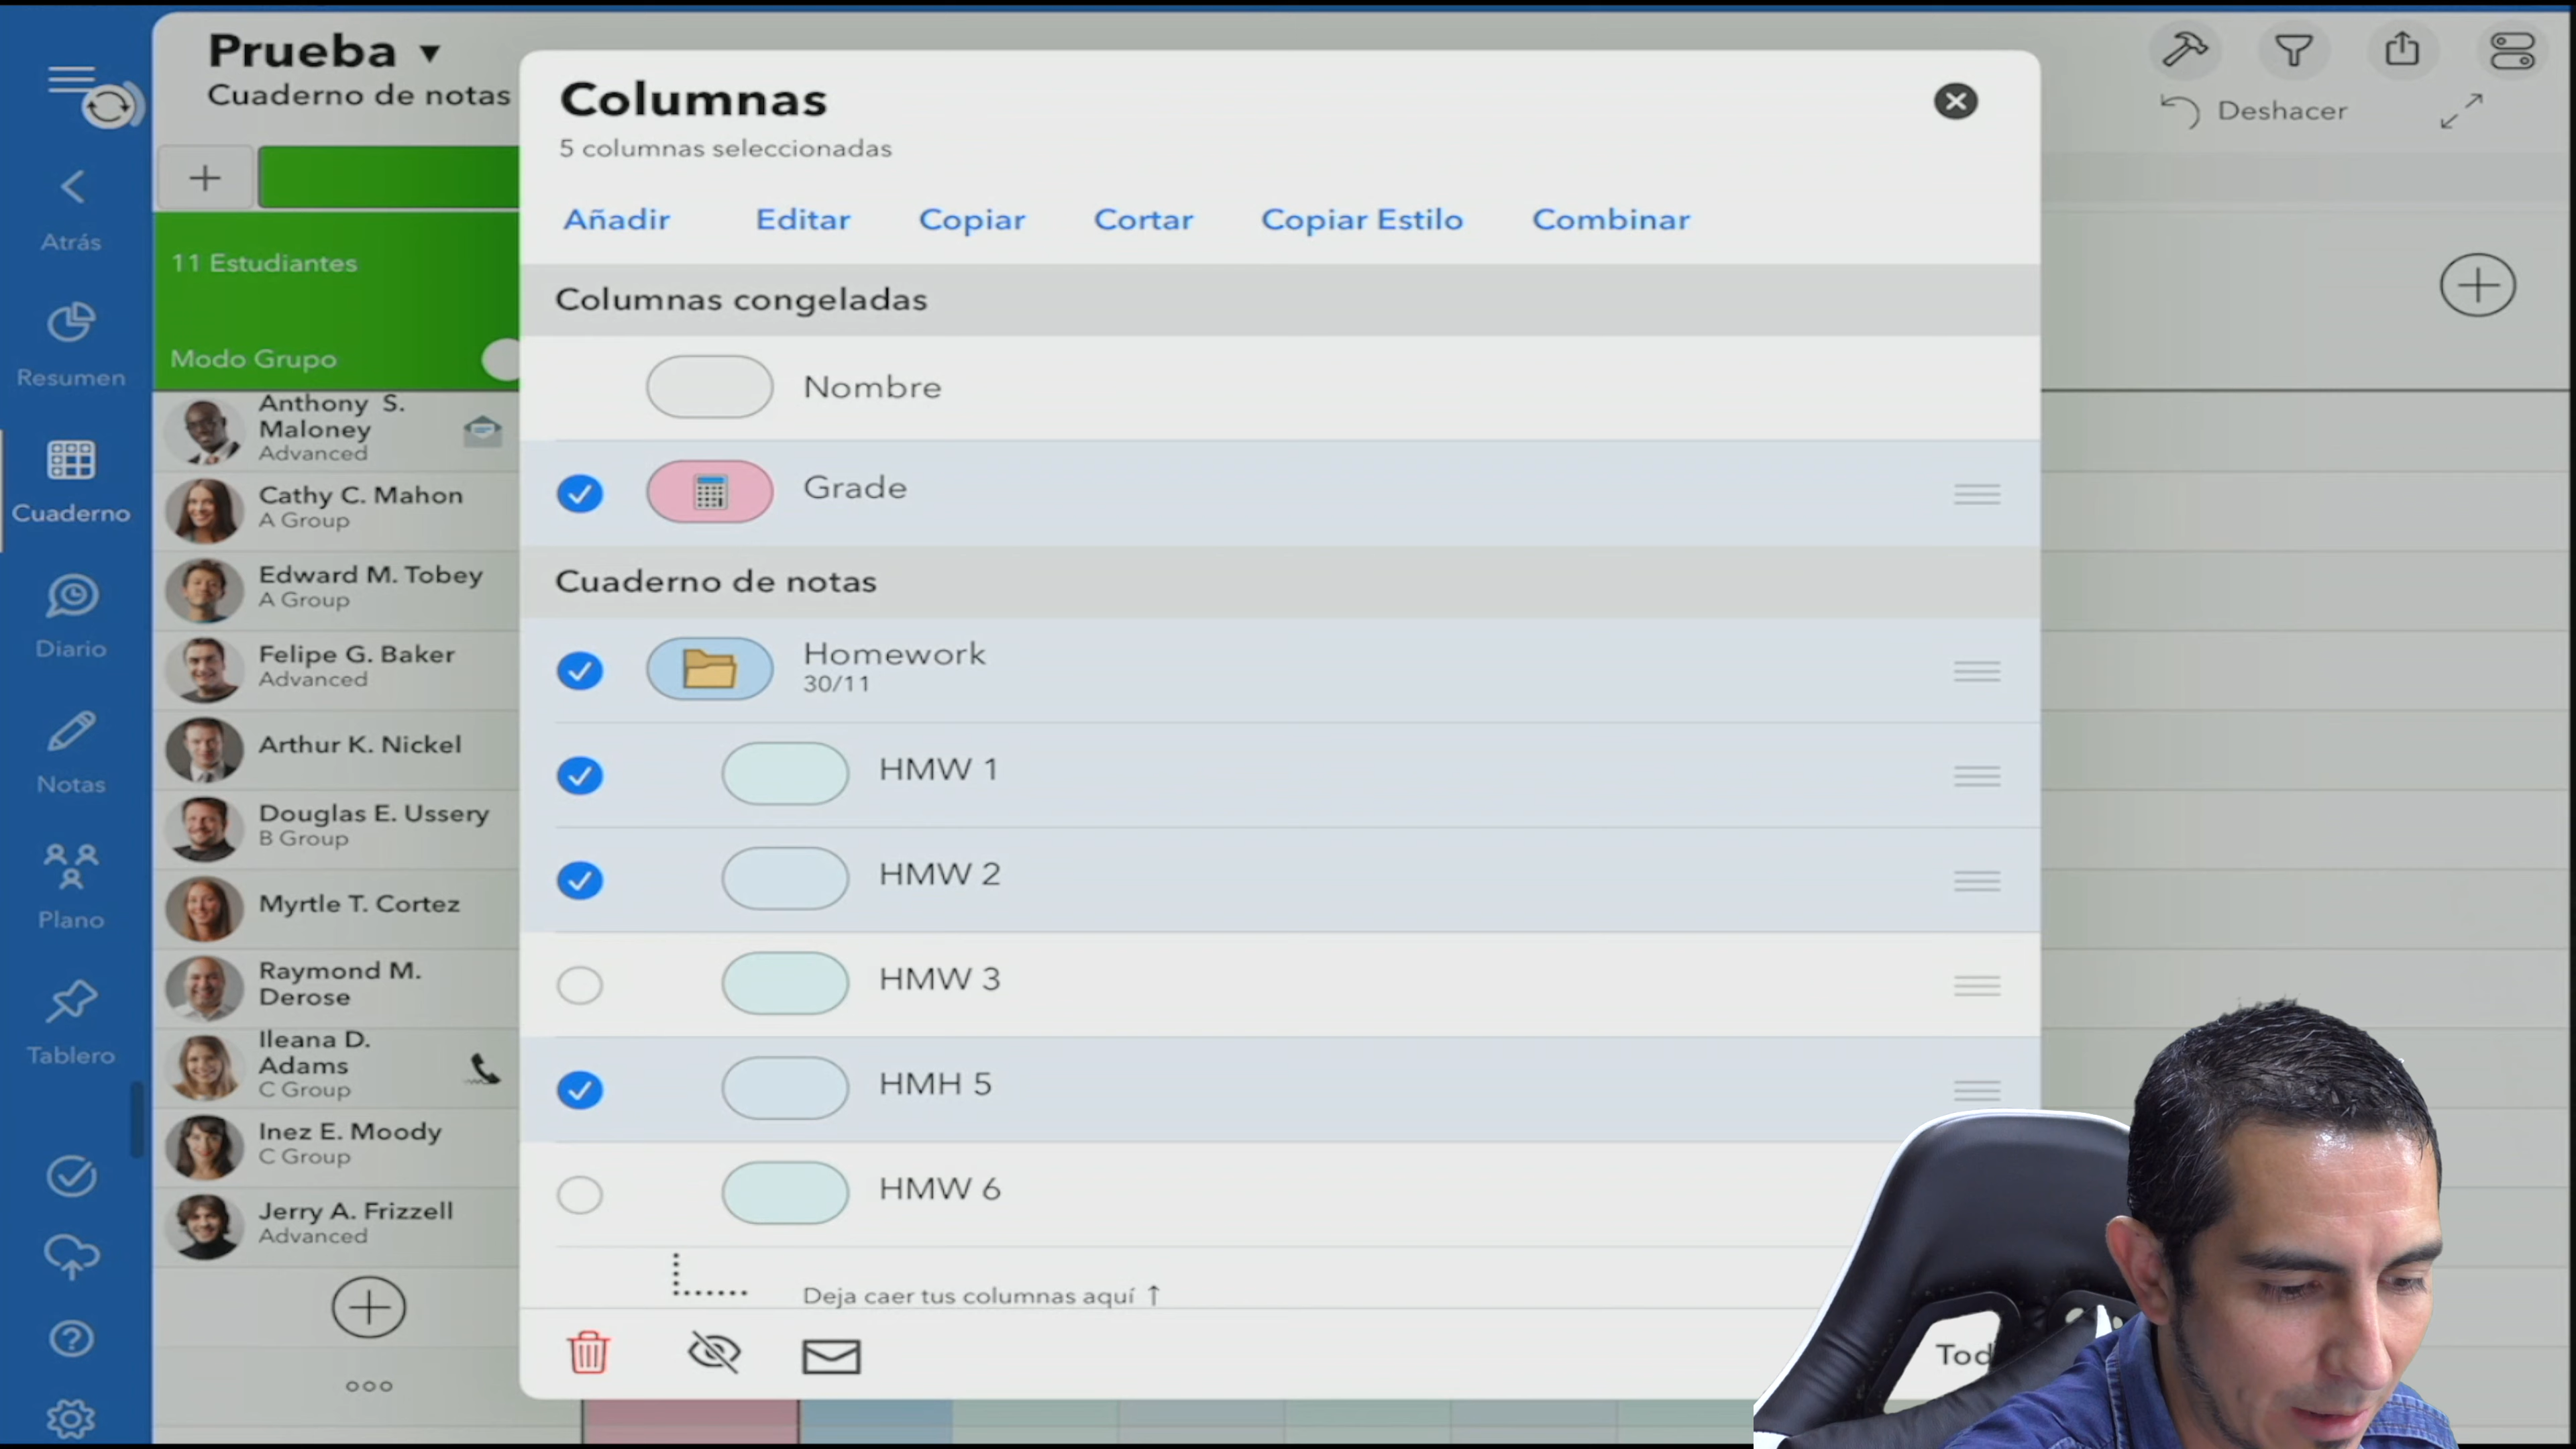 Prueba ▼
Cuaderno de notas
Atrás
Resumen
Cuaderno
Diario
Notas
Plano
Tablero
11 Estudiantes
Modo Grupo
Anthony S.
Maloney
Advanced
Cathy C. Mahon
A Group
Edward M. Tobey
A Group
Felipe G. Baker
Advanced
Arthur K. Nickel
Douglas E. Ussery
B Group
Myrtle T. Cortez
Raymond M.
Derose
Ileana D.
Adams
C Group
Inez E. Moody
C Group
Jerry A. Frizzell
Advanced
Columnas
5 columnas seleccionadas
Añadir Editar Copiar Cortar Copiar Estilo Combinar
Columnas congeladas
Nombre
Grade
Cuaderno de notas
Homework
30/11
HMW 1
HMW 2
HMW 3
HMH 5
HMW 6
Deja caer tus columnas aquí ↑
Deshacer